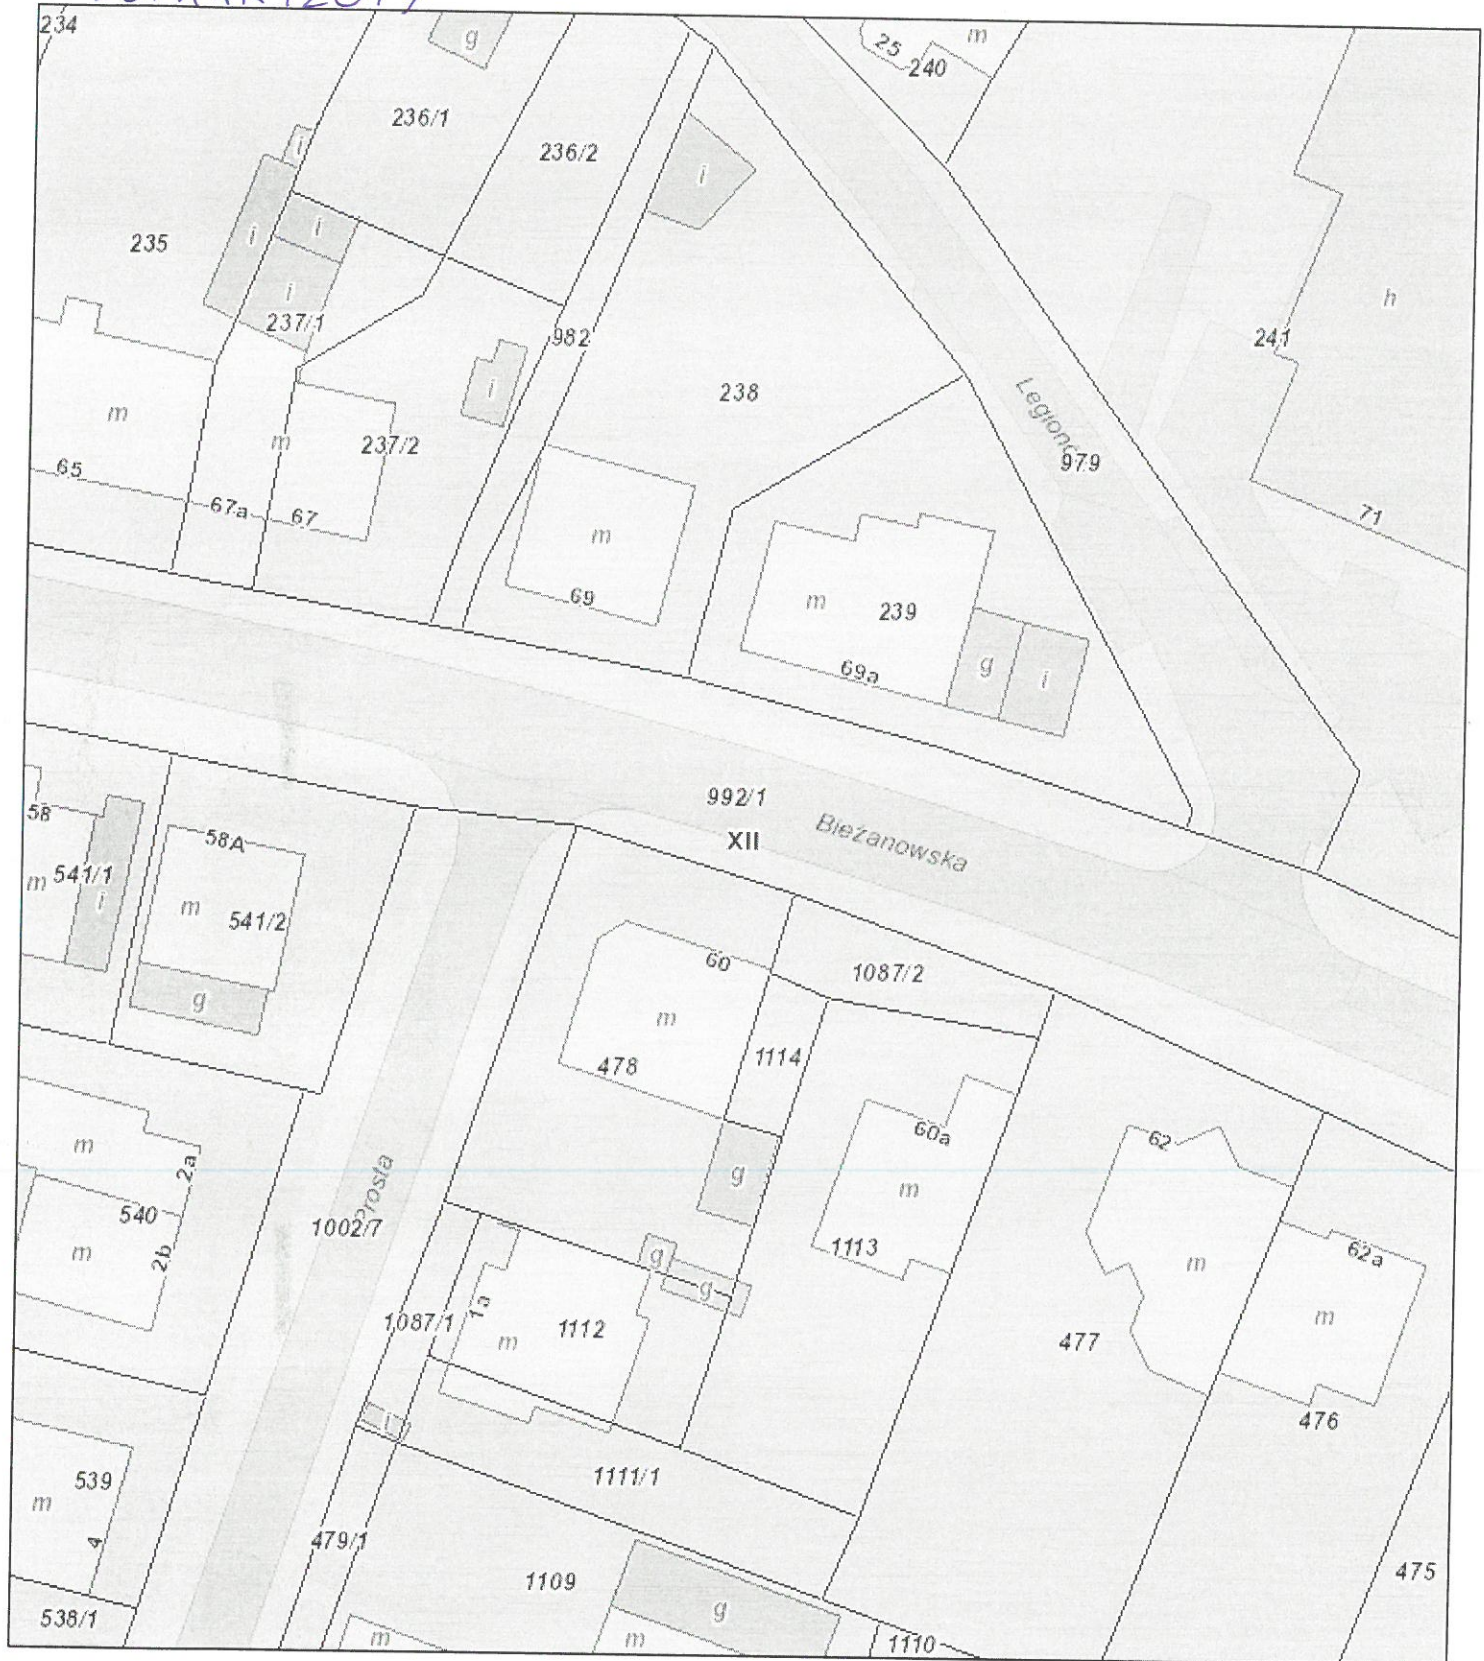 234
g
25
m
240
236/1
236/2
i
i
235
i
i
i
237/1
982
241
h
238
i
m
m
237/2
Legionów
979
65
67a
67
m
69
71
m
239
g
i
69a
992/1
XII
Bieżanowska
58
58A
541/1
m
i
m
541/2
g
60
1087/2
m
478
1114
m
2a
60a
62
g
m
540
Prosta
1002/7
m
2b
1113
g
g
m
62a
1087/1
1a
m
1112
477
m
i
476
539
m
1111/1
4
479/1
1109
475
g
538/1
m
m
1110